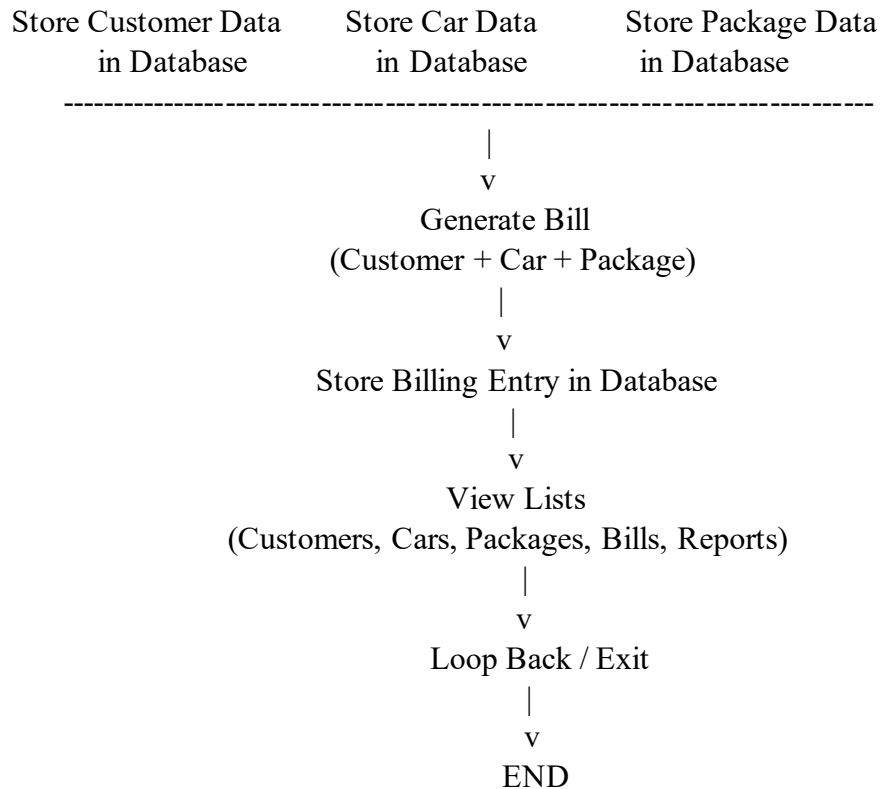 Store Customer Data Store Car Data Store Package Data
in Database in Database in Database
--------------------------------------------------------------------------------
|
v
Generate Bill
(Customer + Car + Package)
|
v
Store Billing Entry in Database
|
v
View Lists
(Customers, Cars, Packages, Bills, Reports)
|
v
Loop Back / Exit
|
v
END